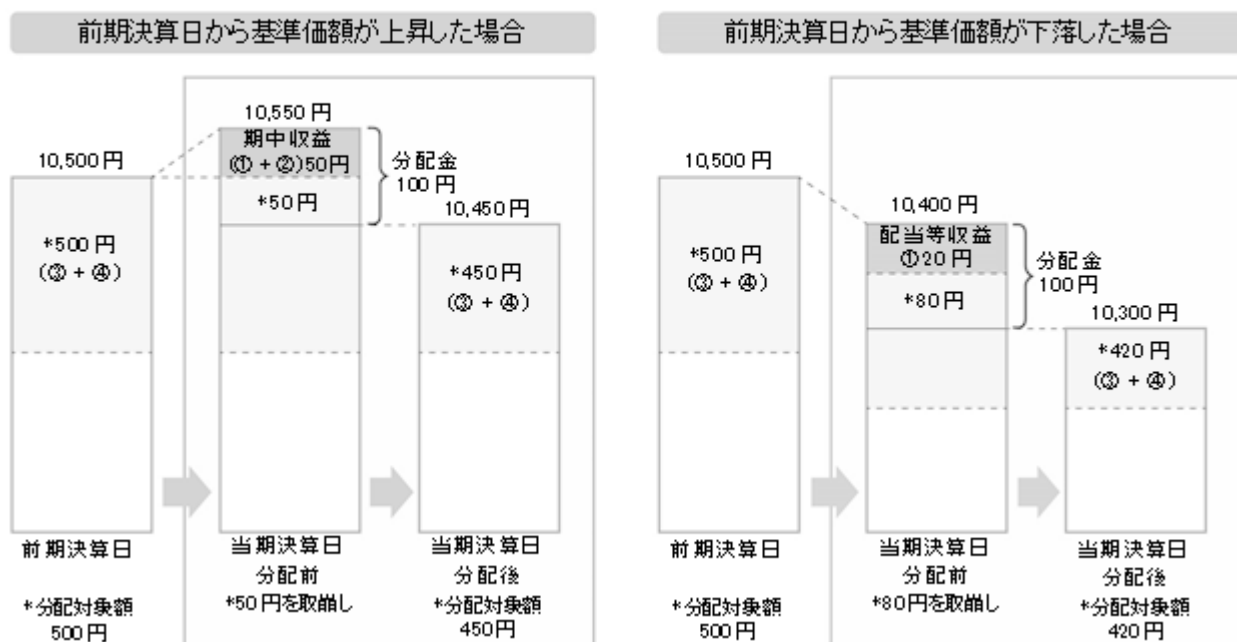 前期決算日から基準価額が上昇した場合
10,550円
期中収益
(①+②)50円
*50円
分配金
100円
10,500円
*500円
(③+④)
10,450円
*450円
(③+④)
前期決算日
*分配対象額
500円
当期決算日
分配前
*50円を取崩し
当期決算日
分配後
*分配対象額
450円
前期決算日から基準価額が下落した場合
10,500円
*500円
(③+④)
10,400円
配当等収益
①20円
*80円
分配金
100円
10,300円
*420円
(③+④)
前期決算日
*分配対象額
500円
当期決算日
分配前
*80円を取崩し
当期決算日
分配後
*分配対象額
420円